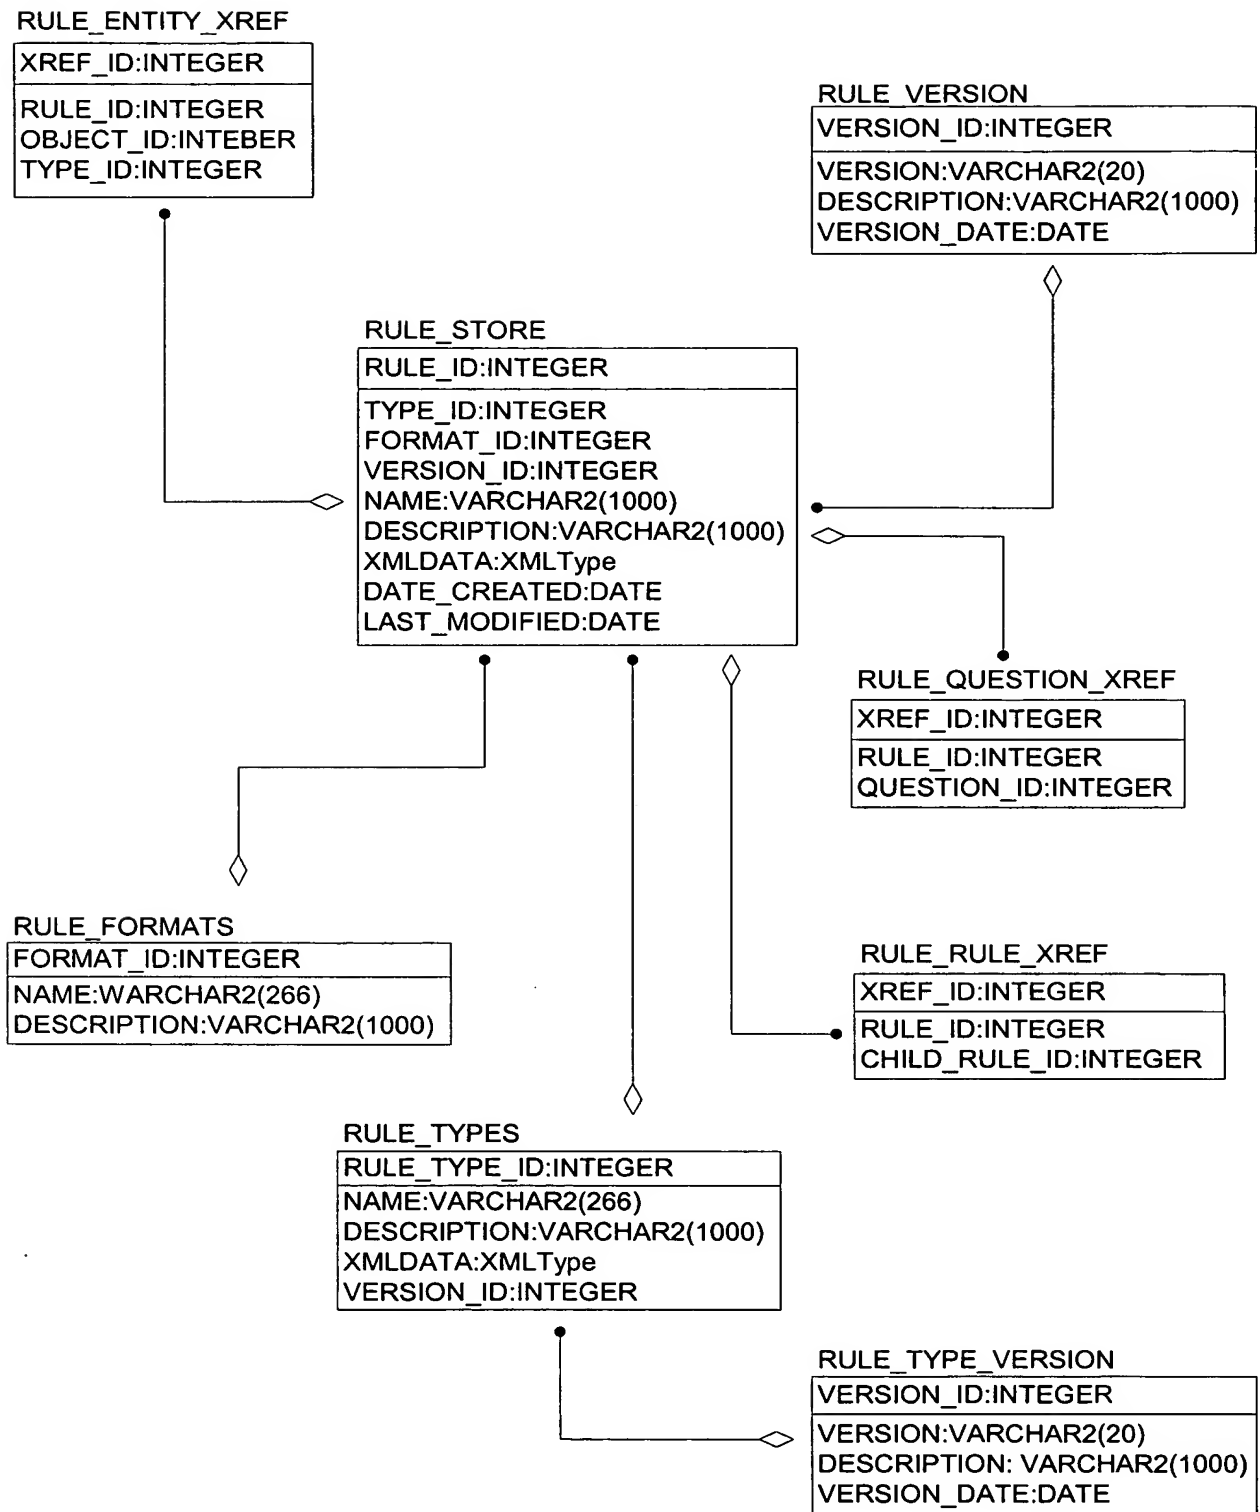 RULE_ENTITY_XREF
XREF_ID:INTEGER
RULE_ID:INTEGER
OBJECT_ID:INTEBER
TYPE_ID:INTEGER
RULE_VERSION
VERSION_ID:INTEGER
VERSION:VARCHAR2(20)
DESCRIPTION:VARCHAR2(1000)
VERSION_DATE:DATE
RULE_STORE
RULE_ID:INTEGER
TYPE_ID:INTEGER
FORMAT_ID:INTEGER
VERSION_ID:INTEGER
NAME:VARCHAR2(1000)
DESCRIPTION:VARCHAR2(1000)
XMLDATA:XMLType
DATE_CREATED:DATE
LAST_MODIFIED:DATE
RULE_QUESTION_XREF
XREF_ID:INTEGER
RULE_ID:INTEGER
QUESTION_ID:INTEGER
RULE_FORMATS
FORMAT_ID:INTEGER
NAME:WARCHAR2(266)
DESCRIPTION:VARCHAR2(1000)
RULE_RULE_XREF
XREF_ID:INTEGER
RULE_ID:INTEGER
CHILD_RULE_ID:INTEGER
RULE_TYPES
RULE_TYPE_ID:INTEGER
NAME:VARCHAR2(266)
DESCRIPTION:VARCHAR2(1000)
XMLDATA:XMLType
VERSION_ID:INTEGER
RULE_TYPE_VERSION
VERSION_ID:INTEGER
VERSION:VARCHAR2(20)
DESCRIPTION: VARCHAR2(1000)
VERSION_DATE:DATE